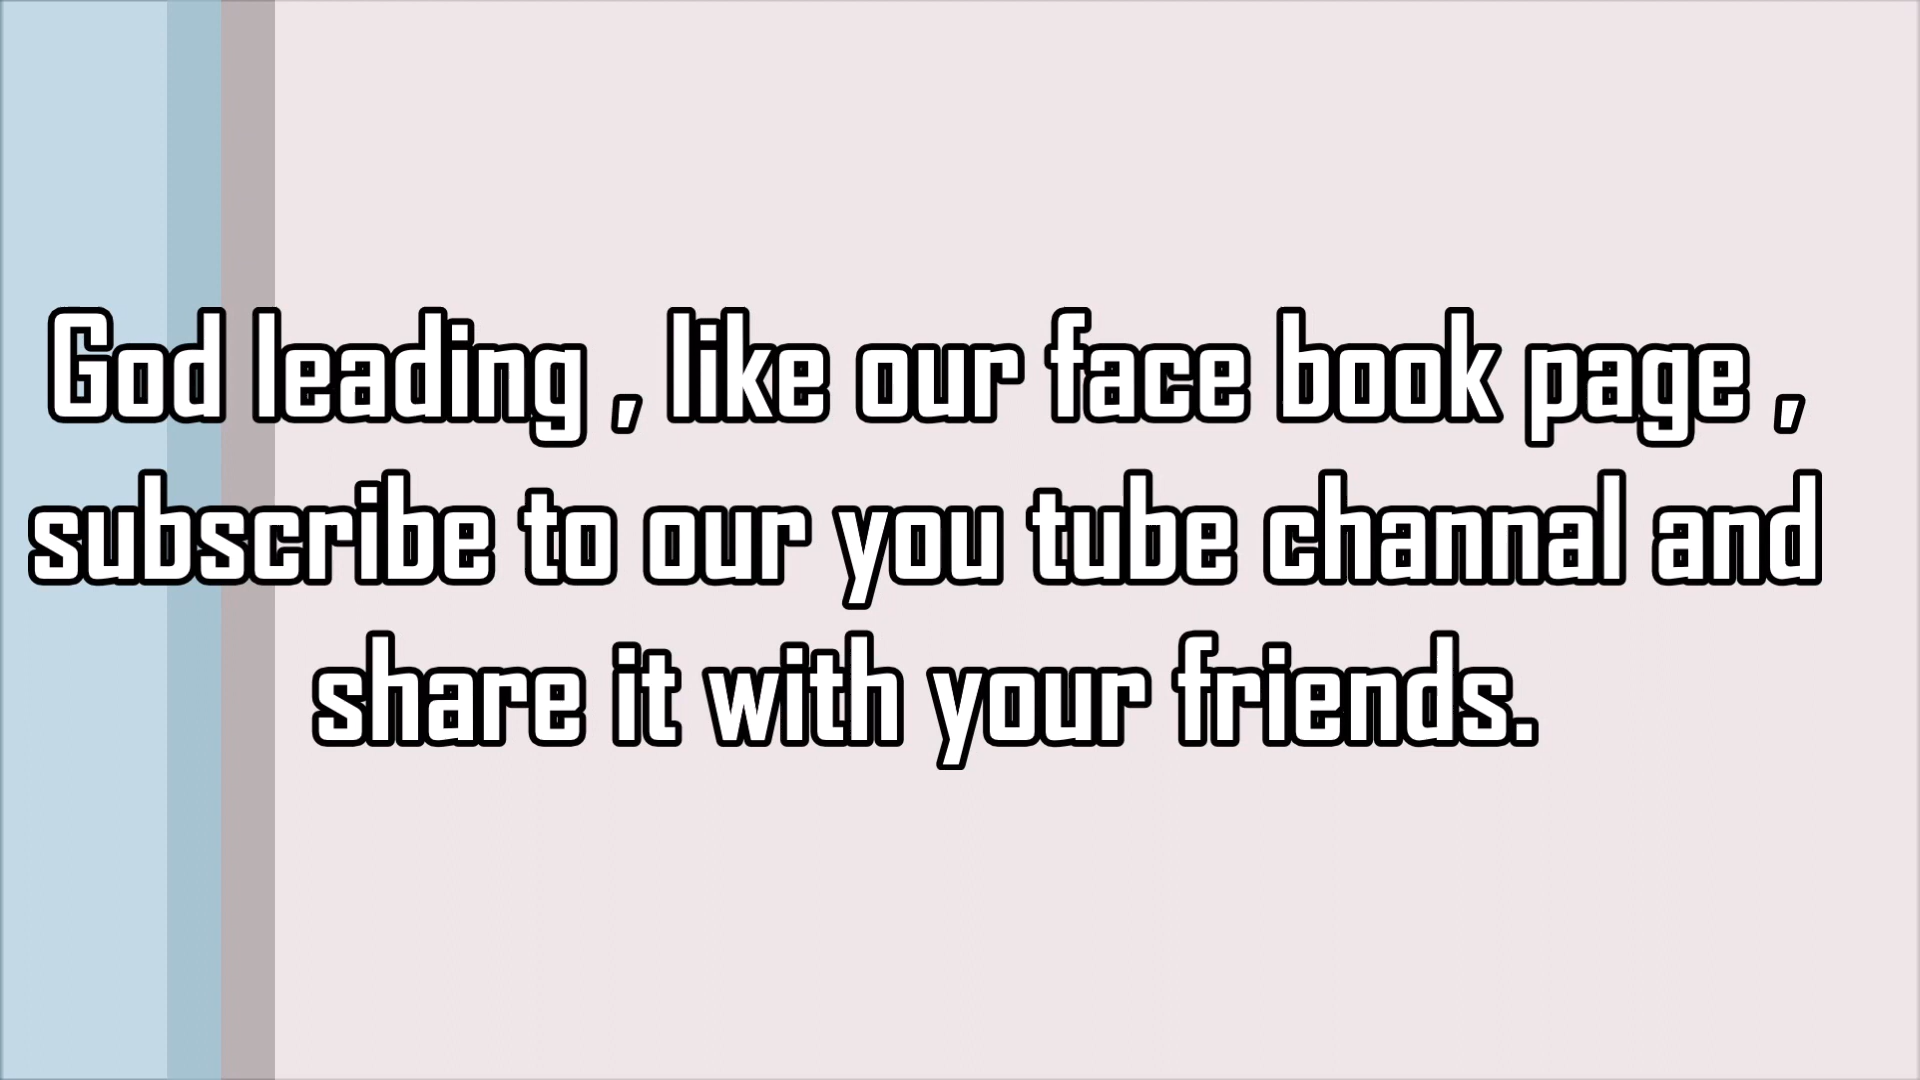 God leading , like our face book page ,
subscribe to our you tube channal and
share it with your friends.